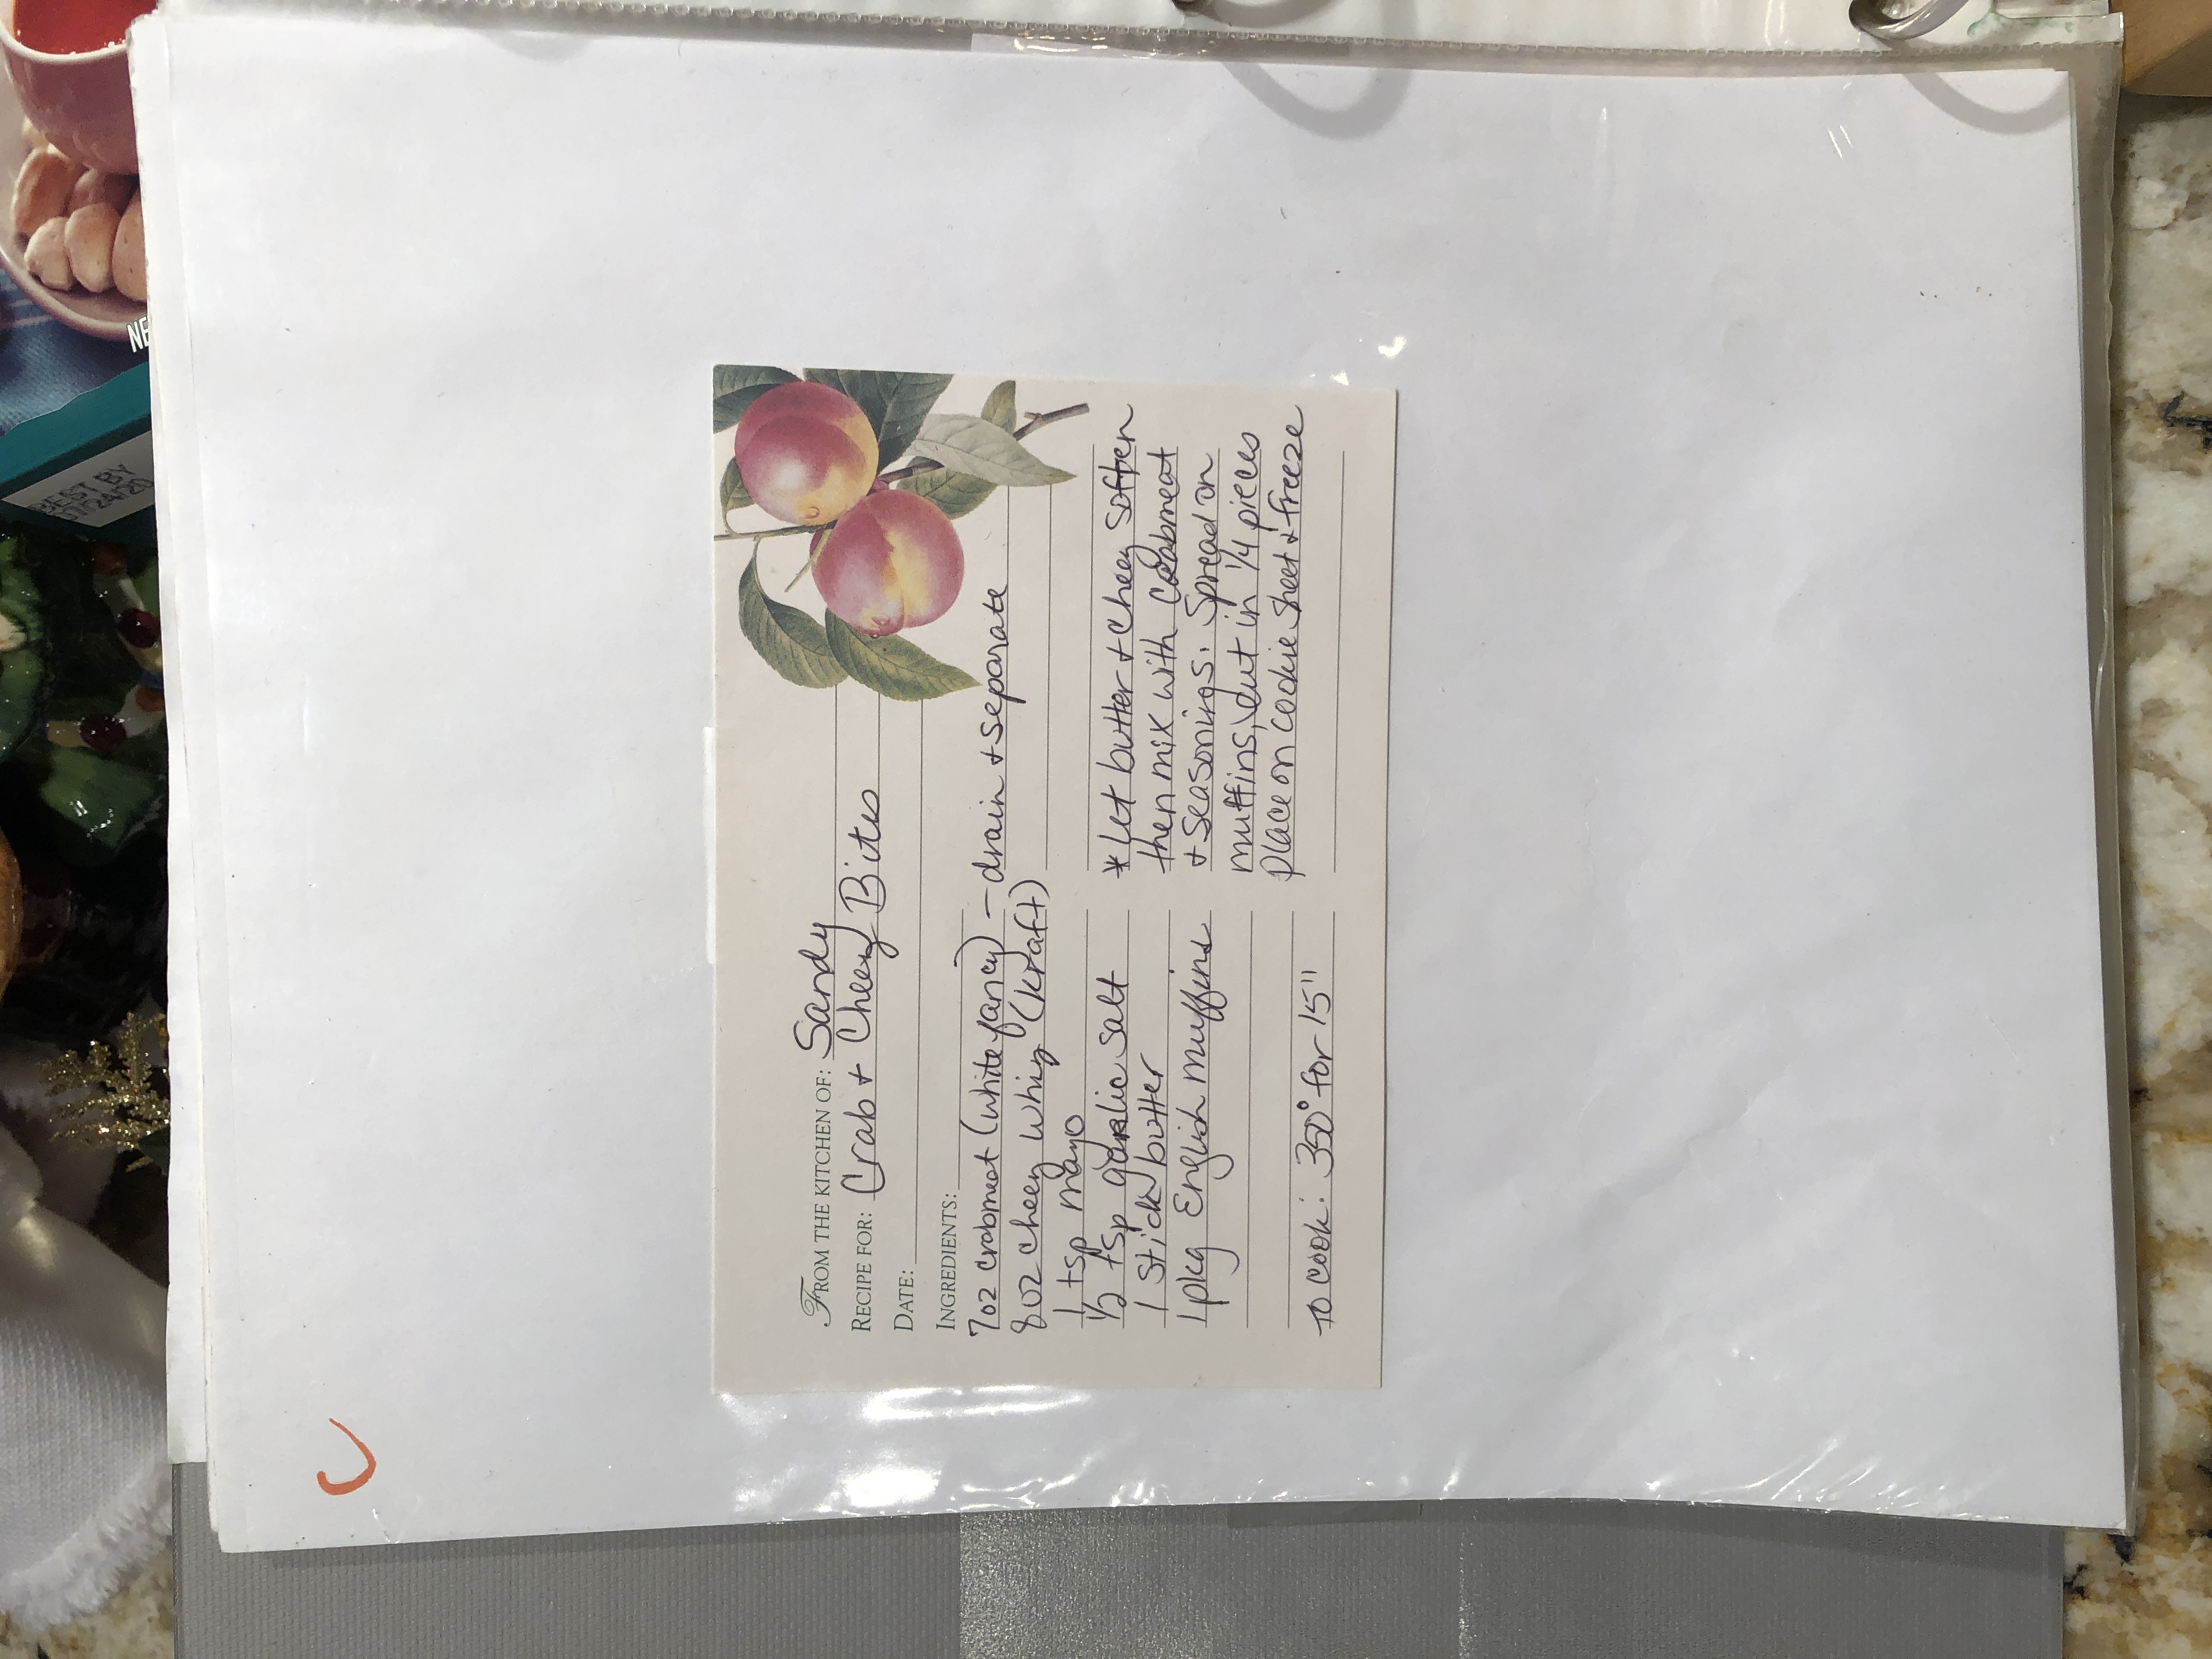 FROM THE KITCHEN OF: Sandy
RECIPE FOR: Crab + Cheezy Bites
DATE:
INGREDIENTS:
7oz crabmeat (white fancy) — drain + separate
8oz cheez whiz (Kraft)
1 tsp mayo
1/2 tsp garlic salt
1 stick butter
1 pkg English muffins
* Let butter + cheez soften
then mix with crabmeat
+ seasonings. Spread on
muffins, cut in 1/4 pieces
place on cookie sheet + freeze
To cook: 350° for 15"
NE
BEST BY